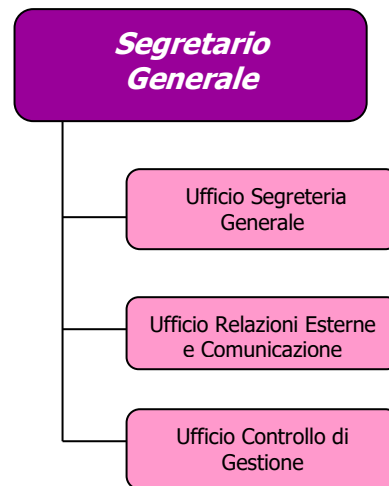 Segretario
Generale
Ufficio Segreteria
Generale
Ufficio Relazioni Esterne
e Comunicazione
Ufficio Controllo di
Gestione